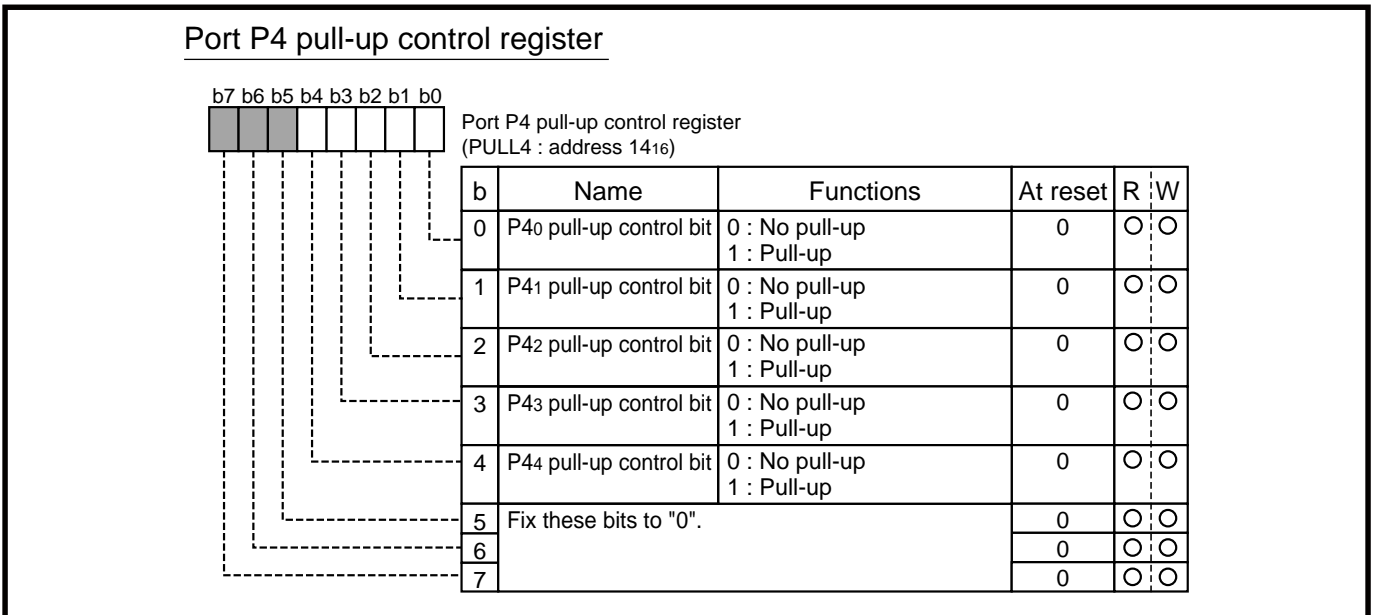 Port P4 pull-up control register
b7 b6 b5 b4 b3 b2 b1 b0
Port P4 pull-up control register
(PULL4 : address 1416)
b Name Functions At reset R W
0 P40 pull-up control bit 0 : No pull-up 0 O O
1 : Pull-up
1 P41 pull-up control bit 0 : No pull-up 0 O O
1 : Pull-up
2 P42 pull-up control bit 0 : No pull-up 0 O O
1 : Pull-up
3 P43 pull-up control bit 0 : No pull-up 0 O O
1 : Pull-up
4 P44 pull-up control bit 0 : No pull-up 0 O O
1 : Pull-up
5 Fix these bits to "0". 0 O O
6 0 O O
7 0 O O